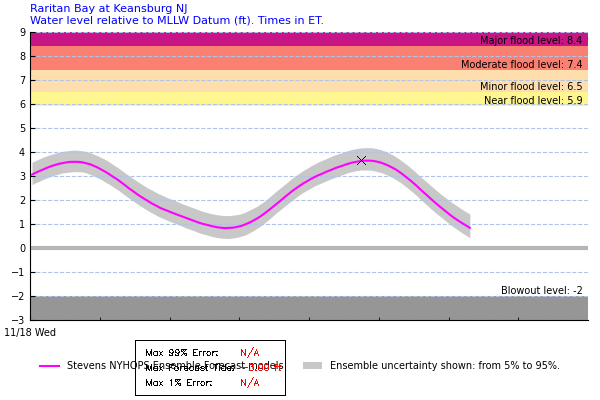 Raritan Bay at Keansburg NJ
Water level relative to MLLW Datum (ft). Times in ET.
9
Major flood level: 8.4
8
Moderate flood level: 7.4
7
Minor flood level: 6.5
6
Near flood level: 5.9
5
4
3
2
1
0
−1
−2
Blowout level: -2
−3
11/18 Wed
Max 99% Error: N/A
Stevens NYHOPS Ensemble Forecast models
Max Forecast Tide:
Ensemble uncertainty shown: from 5% to 95%.
Max 1% Error: N/A